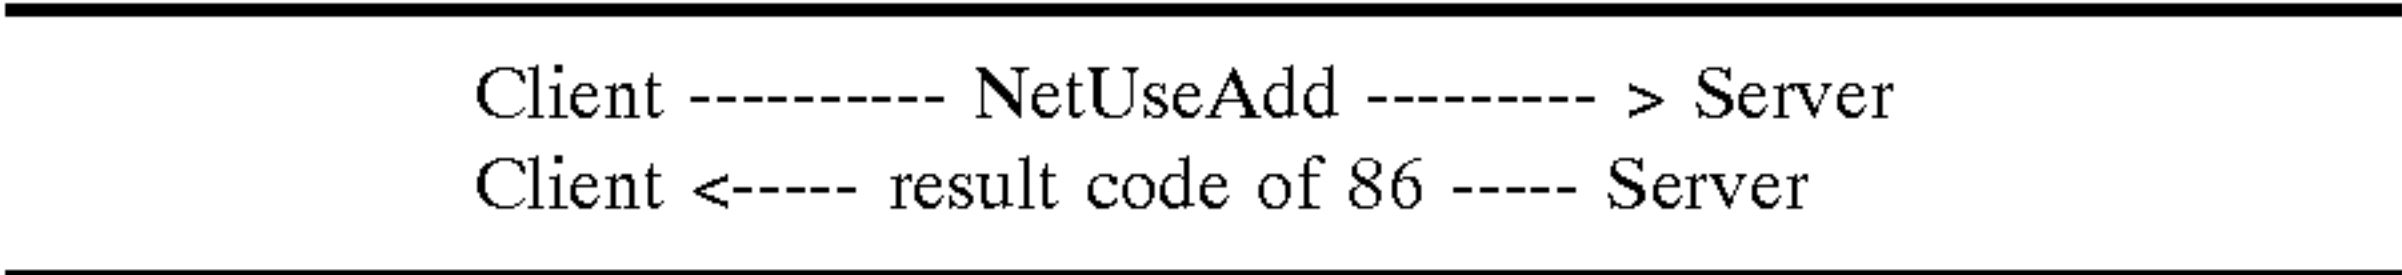 Client ---------- NetUseAdd --------- > Server
Client <----- result code of 86 ----- Server